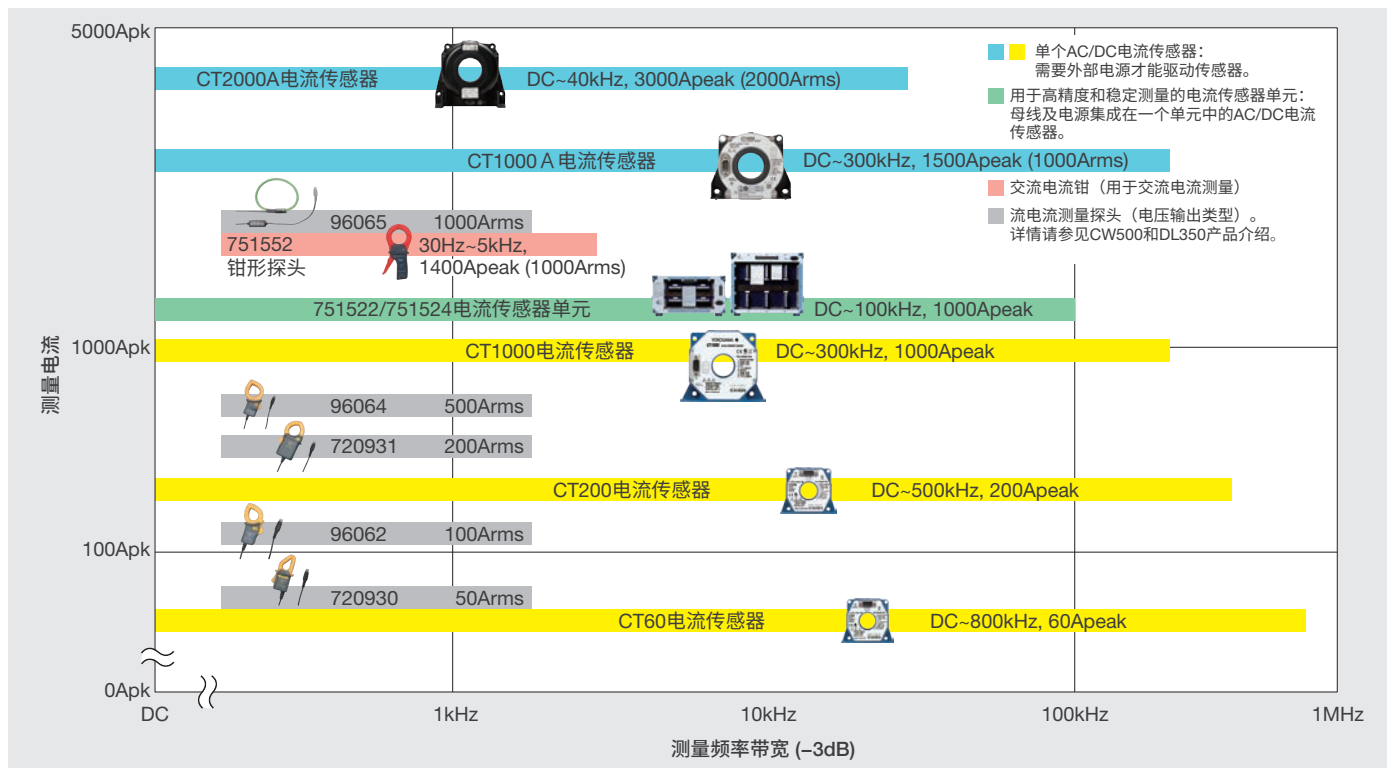 5000Apk
CT2000A电流传感器
DC~40kHz, 3000Apeak (2000Arms)
单个AC/DC电流传感器：
需要外部电源才能驱动传感器。
用于高精度和稳定测量的电流传感器单元：
母线及电源集成在一个单元中的AC/DC电流
传感器。
CT1000 A 电流传感器
DC~300kHz, 1500Apeak (1000Arms)
交流电流钳（用于交流电流测量）
流电流测量探头（电压输出类型）。
详情请参见CW500和DL350产品介绍。
96065 1000Arms
751552
钳形探头
30Hz~5kHz,
1400Apeak (1000Arms)
751522/751524电流传感器单元
DC~100kHz, 1000Apeak
测量电流
1000Apk
CT1000电流传感器
YOKOGAWA
DC~300kHz, 1000Apeak
96064 500Arms
720931 200Arms
CT200电流传感器
DC~500kHz, 200Apeak
96062 100Arms
100Apk
720930 50Arms
CT60电流传感器
DC~800kHz, 60Apeak
0Apk
DC
1kHz
10kHz
100kHz
1MHz
测量频率带宽 (–3dB)